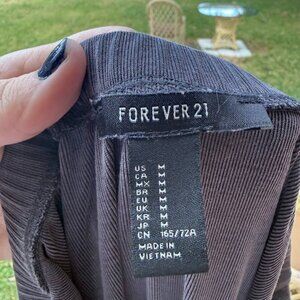 FOREVER 21
US M
CA M
MX M
BR M
EU M
UK M
KR M
JP M
CN 165/72A
MADE IN
VIETNAM